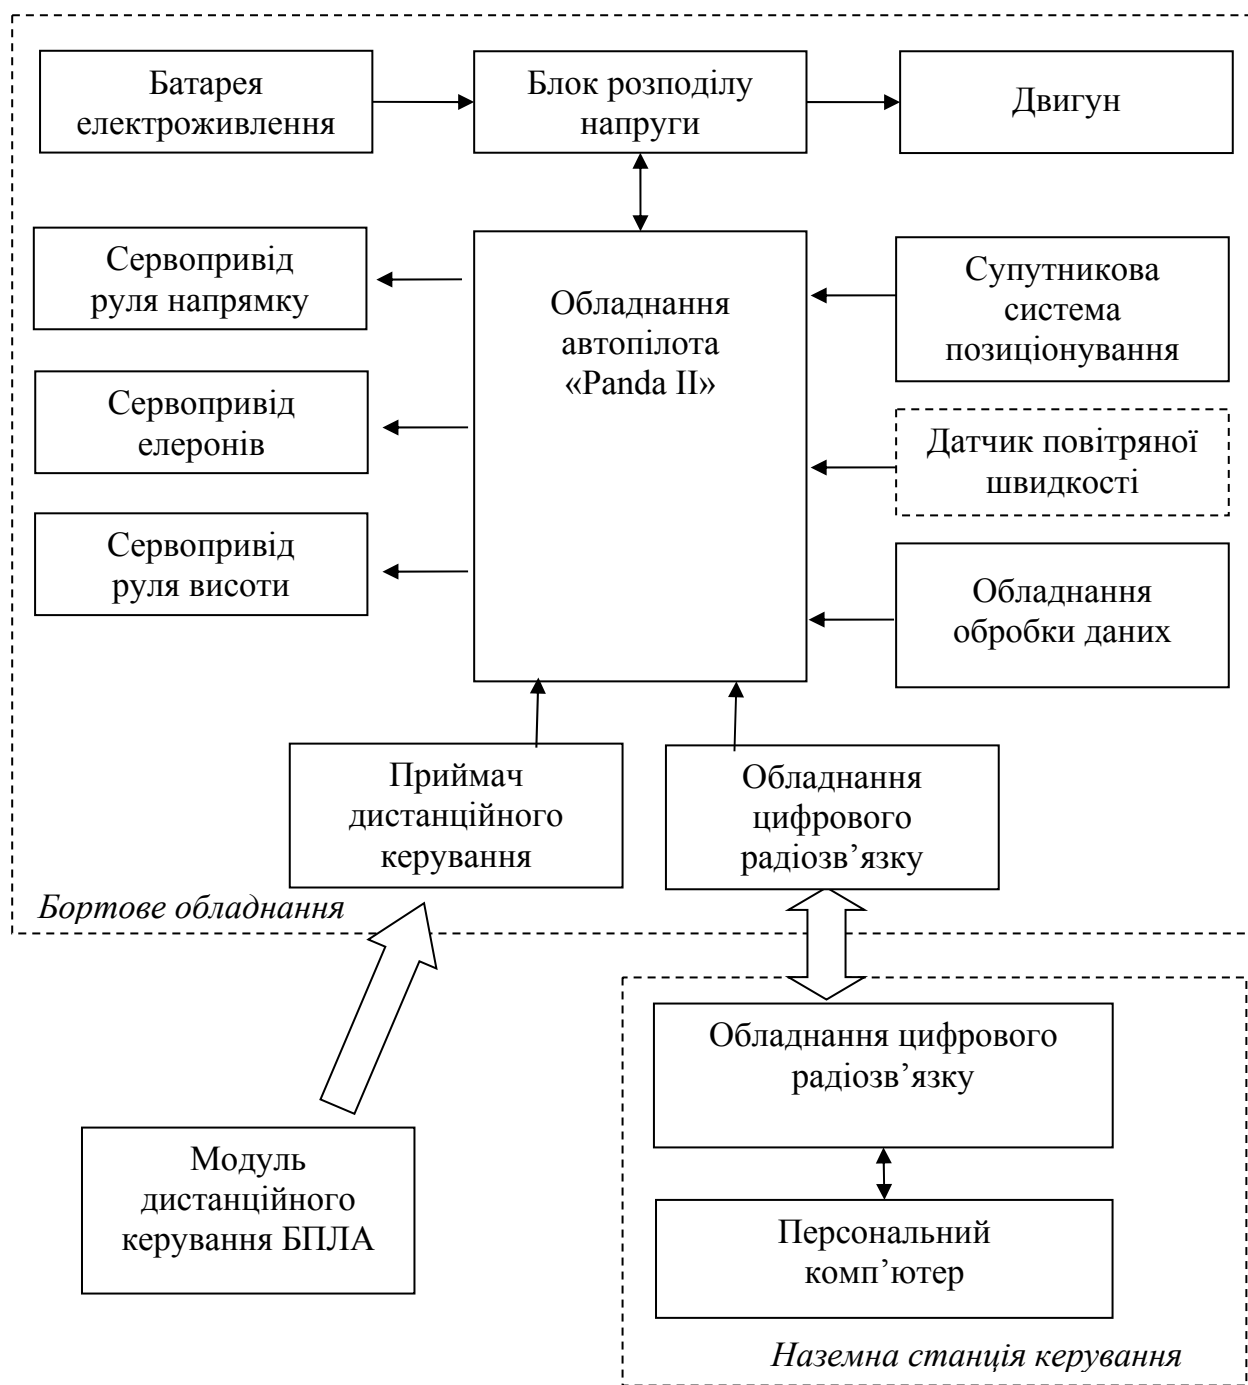 Батарея
електроживлення
Блок розподілу
напруги
Двигун
Сервопривід
руля напрямку
Обладнання
автопілота
«Panda II»
Супутникова
система
позиціонування
Сервопривід
елеронів
Датчик повітряної
швидкості
Сервопривід
руля висоти
Обладнання
обробки даних
Приймач
дистанційного
керування
Обладнання
цифрового
радіозв’язку
Бортове обладнання
Обладнання цифрового
радіозв’язку
Модуль
дистанційного
керування БПЛА
Персональний
комп’ютер
Наземна станція керування